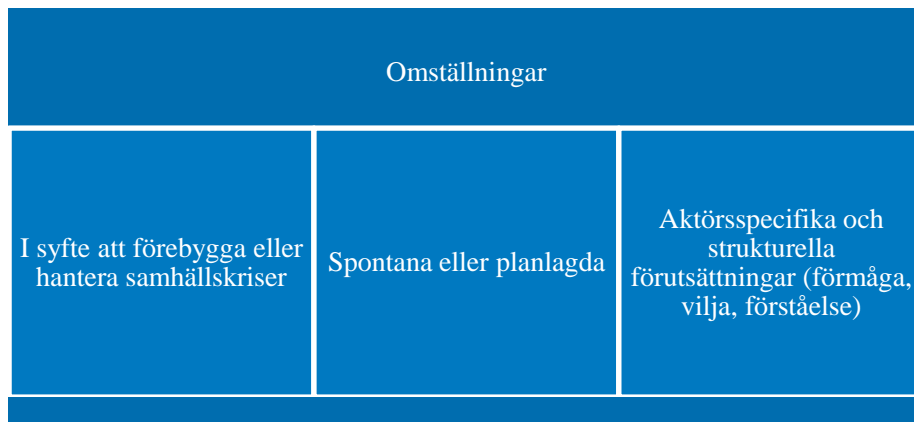 Omställningar
I syfte att förebygga eller
hantera samhällskriser
Spontana eller planlagda
Aktörsspecifika och
strukturella
förutsättningar (förmåga,
vilja, förståelse)